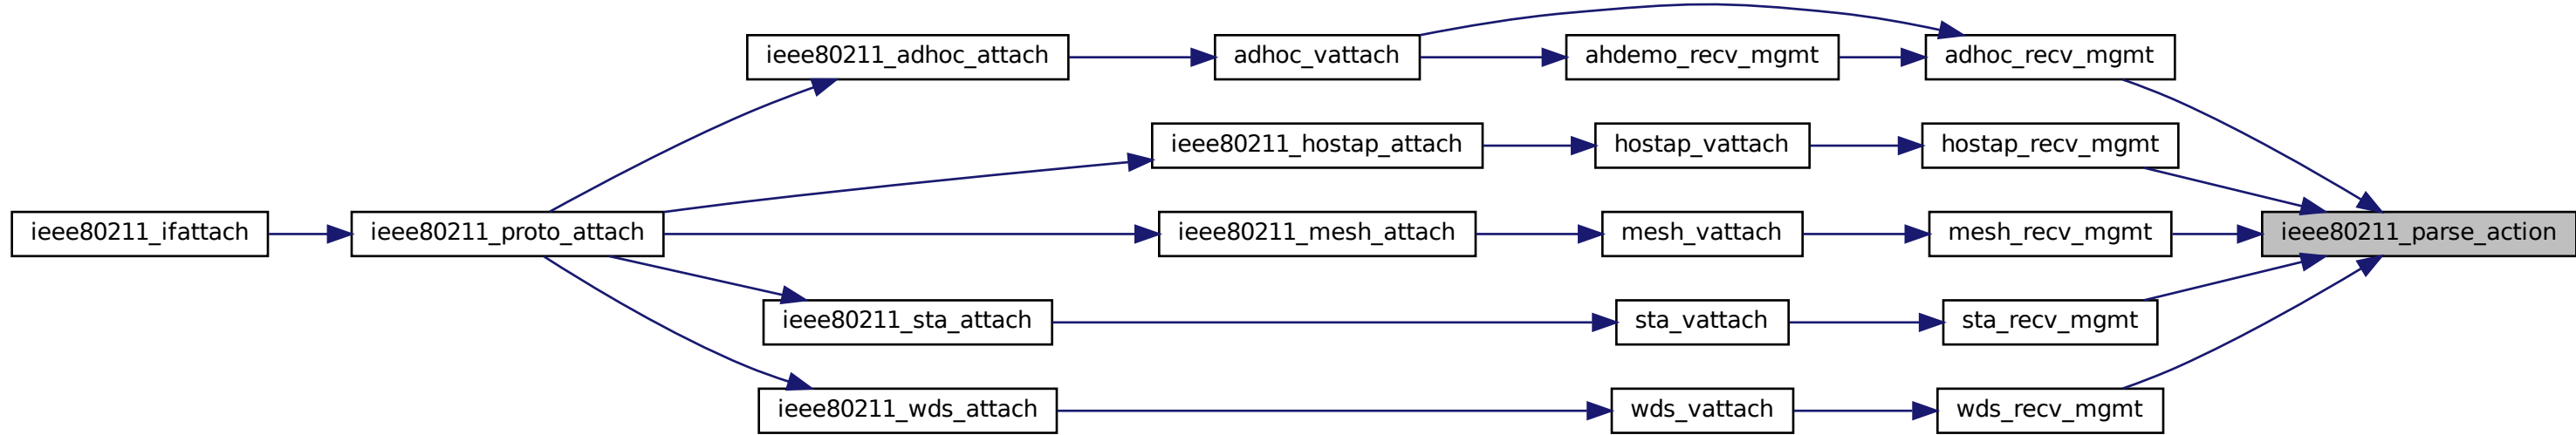 ieee80211_adhoc_attach
adhoc_vattach
ahdemo_recv_mgmt
adhoc_recv_mgmt
ieee80211_hostap_attach
hostap_vattach
hostap_recv_mgmt
ieee80211_ifattach
ieee80211_proto_attach
ieee80211_mesh_attach
mesh_vattach
mesh_recv_mgmt
ieee80211_parse_action
ieee80211_sta_attach
sta_vattach
sta_recv_mgmt
ieee80211_wds_attach
wds_vattach
wds_recv_mgmt